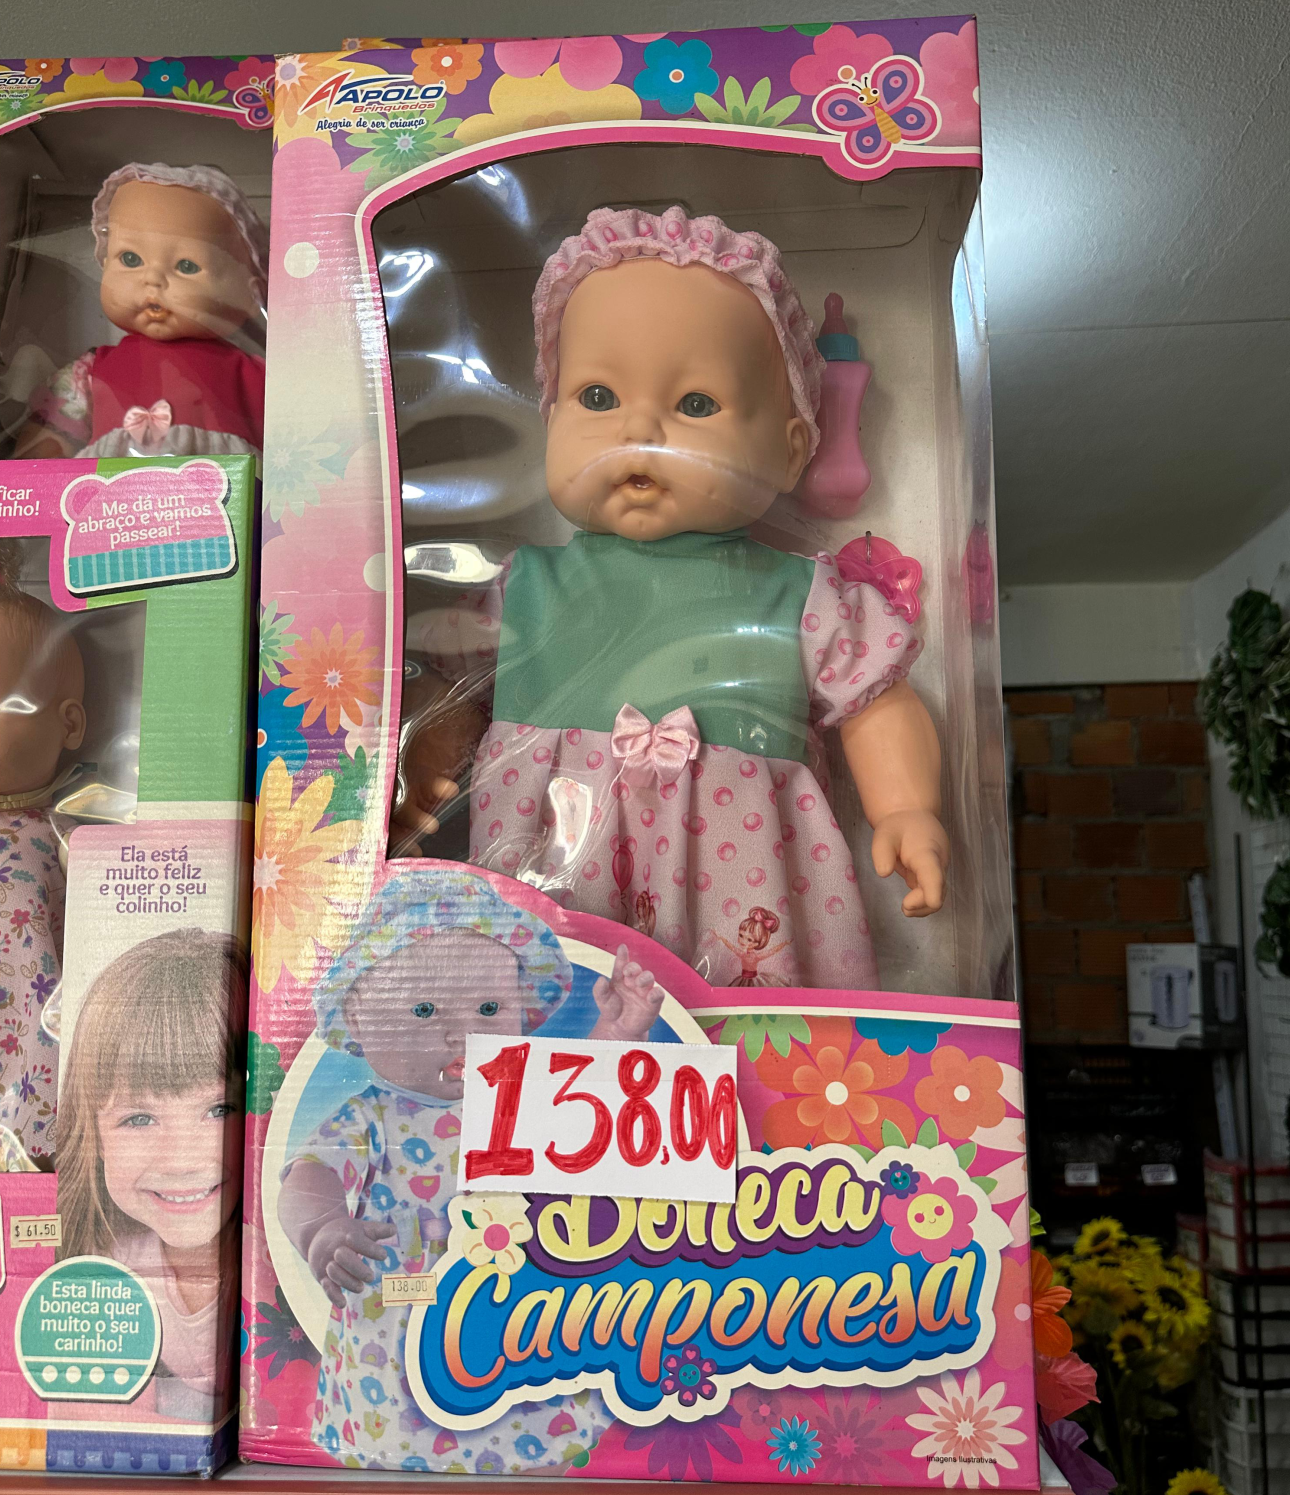 APOLO
APOLO
Brinquedos
Alegria de ser criança
ficar
inho!
Me dá um
abraço e vamos
passear!
Ela está
muito feliz
e quer o seu
colinho!
$ 61.50
Esta linda
boneca quer
muito o seu
carinho!
138,00
Boneca
Camponesa
138.00
Imagens Ilustrativas